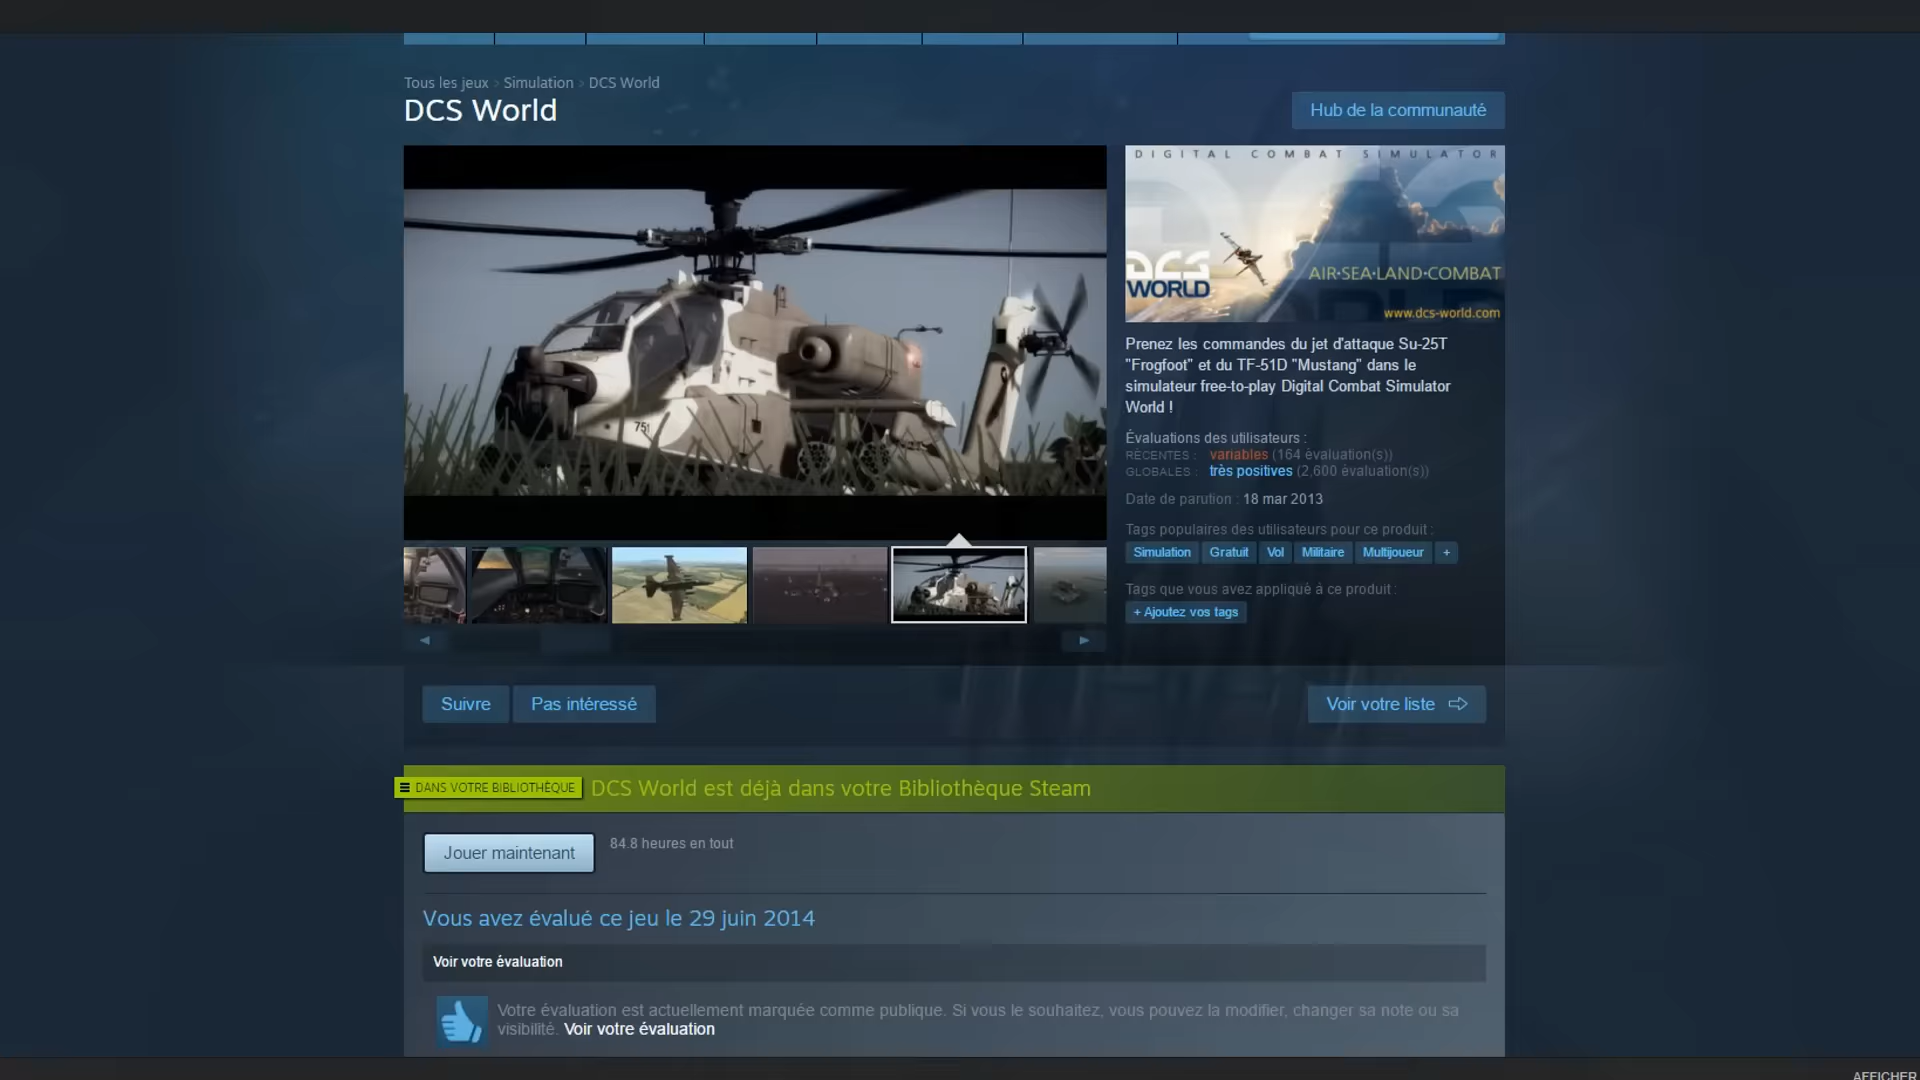 Tous les jeux > Simulation > DCS World
DCS World
Hub de la communauté
751
DIGITAL COMBAT SIMULATOR
DCS
WORLD
AIR·SEA·LAND·COMBAT
www.dcs-world.com
Prenez les commandes du jet d'attaque Su-25T
"Frogfoot" et du TF-51D "Mustang" dans le
simulateur free-to-play Digital Combat Simulator
World !
Évaluations des utilisateurs :
RÉCENTES : variables (164 évaluation(s))
GLOBALES : très positives (2,600 évaluation(s))
Date de parution : 18 mar 2013
Tags populaires des utilisateurs pour ce produit :
Simulation Gratuit Vol Militaire Multijoueur +
Tags que vous avez appliqué à ce produit :
+ Ajoutez vos tags
Suivre Pas intéressé Voir votre liste
DANS VOTRE BIBLIOTHÈQUE DCS World est déjà dans votre Bibliothèque Steam
Jouer maintenant 84.8 heures en tout
Vous avez évalué ce jeu le 29 juin 2014
Voir votre évaluation
Votre évaluation est actuellement marquée comme publique. Si vous le souhaitez, vous pouvez la modifier, changer sa note ou sa
visibilité. Voir votre évaluation
AFFICHER